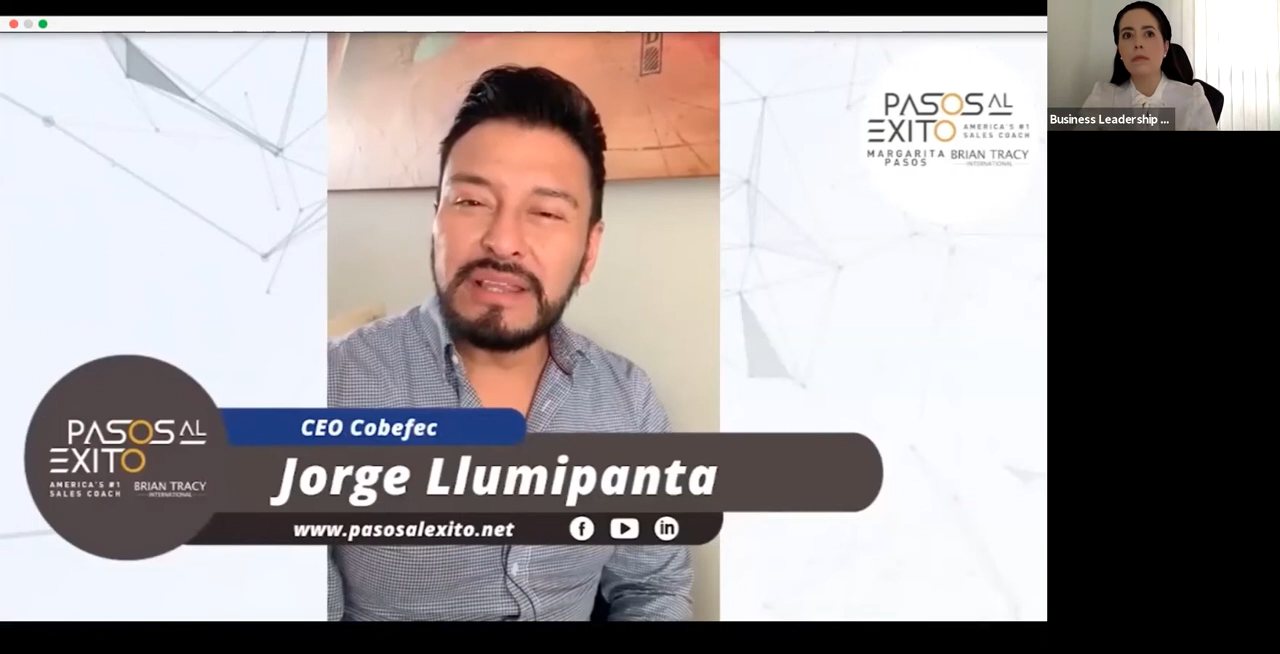 PASOS AL
EXITO
AMERICA'S #1
SALES COACH
MARGARITA
PASOS
BRIAN TRACY
INTERNATIONAL
Business Leadership ...
CEO Cobefec
Jorge Llumipanta
www.pasosalexito.net
PASOS AL
EXITO
AMERICA'S #1
SALES COACH
BRIAN TRACY
INTERNATIONAL